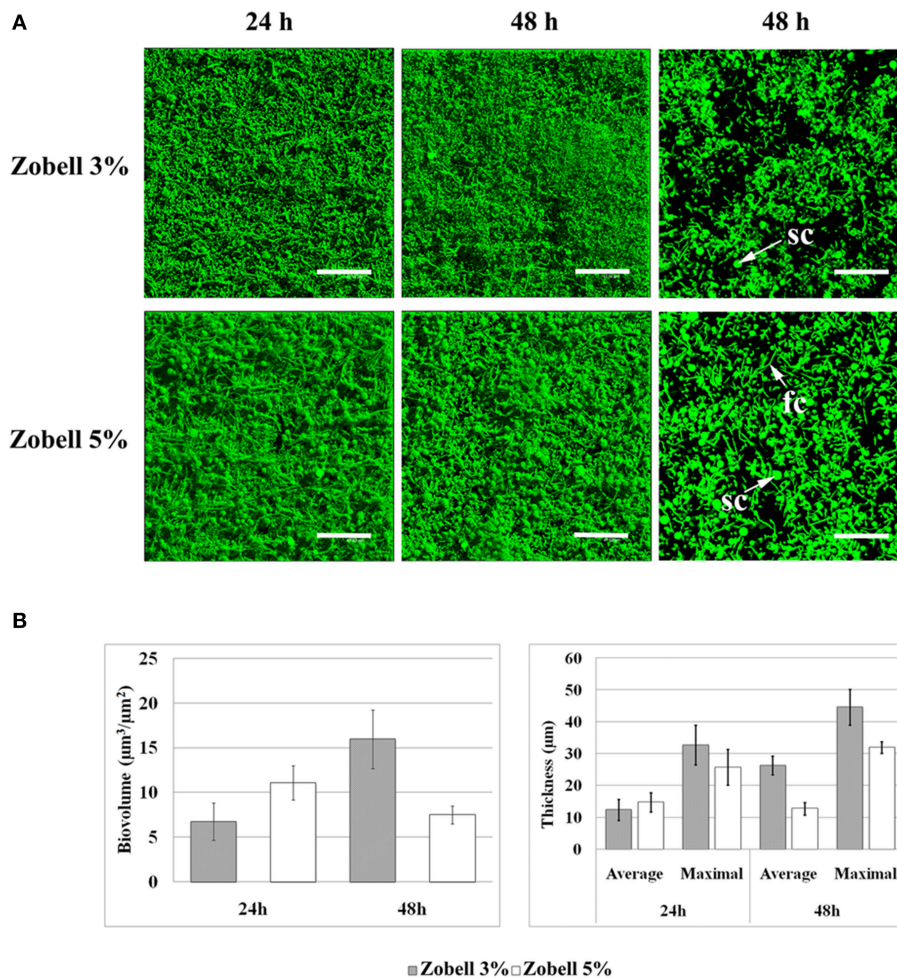 A
24 h 48 h 48 h
Zobell 3%
sc
Zobell 5%
fc
sc
B
Biovolume (µm³/µm²)
25
20
15
10
5
0
24h 48h
Thickness (µm)
60
50
40
30
20
10
0
Average Maximal Average Maximal
24h 48h
Zobell 3% Zobell 5%